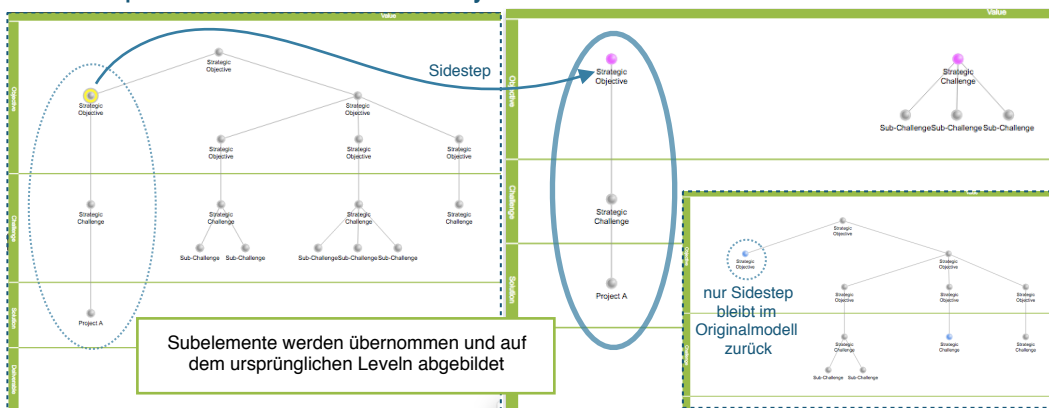 Value
Objective
Challenge
Solution
Deliverable
Strategic
Objective
Strategic
Objective
Strategic
Objective
Strategic
Objective
Strategic
Objective
Strategic
Challenge
Strategic
Challenge
Strategic
Challenge
Strategic
Challenge
Sub-Challenge Sub-Challenge
Sub-Challenge Sub-Challenge Sub-Challenge
Project A
Sidestep
Subelemente werden übernommen und auf
dem ursprünglichen Leveln abgebildet
Value
Objective
Challenge
Solution
Strategic
Objective
Strategic
Challenge
Sub-Challenge Sub-Challenge Sub-Challenge
Strategic
Challenge
Project A
Objective
Challenge
Strategic
Objective
Strategic
Objective
Strategic
Objective
Strategic
Objective
Strategic
Objective
Strategic
Objective
Strategic
Challenge
Strategic
Challenge
Strategic
Challenge
Sub-Challenge Sub-Challenge
nur Sidestep
bleibt im
Originalmodell
zurück